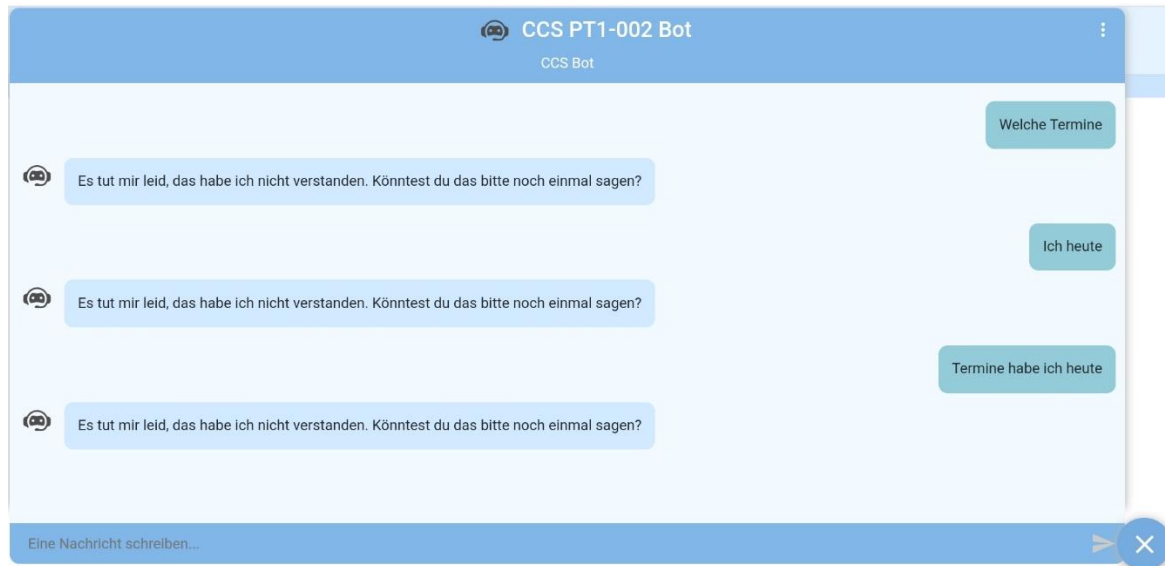 CCS PT1-002 Bot
CCS Bot
Welche Termine
Es tut mir leid, das habe ich nicht verstanden. Könntest du das bitte noch einmal sagen?
Ich heute
Es tut mir leid, das habe ich nicht verstanden. Könntest du das bitte noch einmal sagen?
Termine habe ich heute
Es tut mir leid, das habe ich nicht verstanden. Könntest du das bitte noch einmal sagen?
Eine Nachricht schreiben...